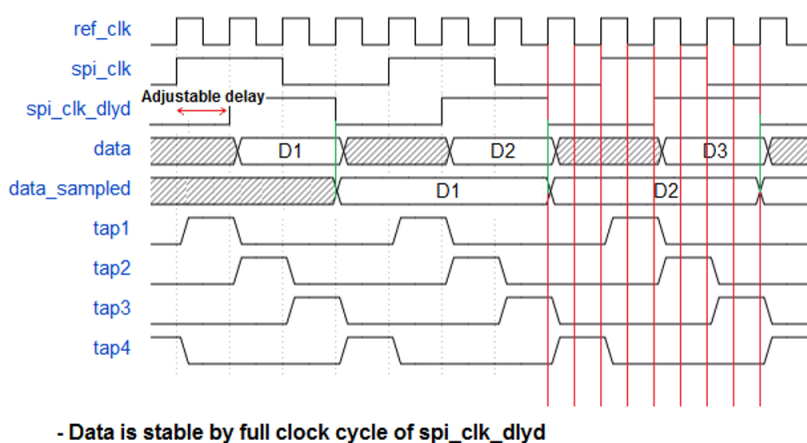 ref_clk
spi_clk
Adjustable delay
spi_clk_dlyd
data D1 D2 D3
data_sampled D1 D2
tap1
tap2
tap3
tap4
- Data is stable by full clock cycle of spi_clk_dlyd